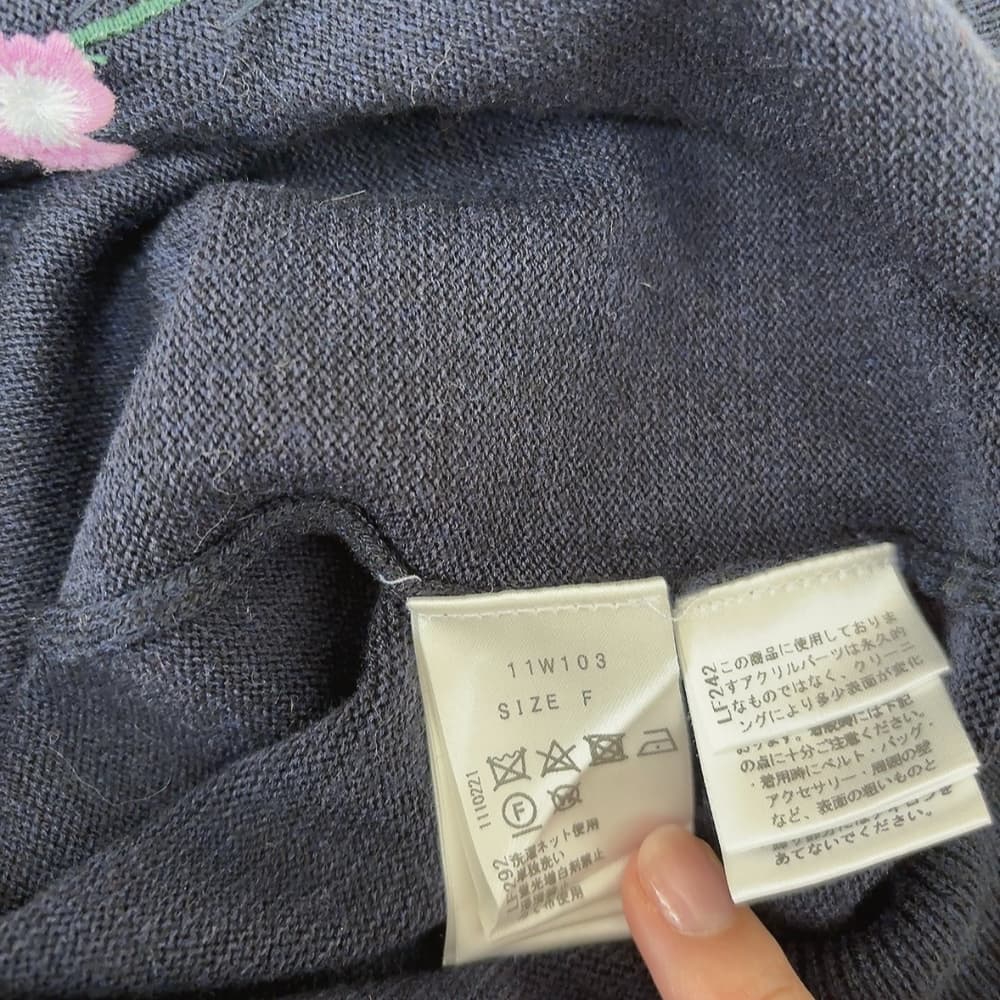 11W103
SIZE F
1110221
F
LF292
洗濯ネット使用
単独洗い
LF242
この商品に使用しておりま
すアクリルパーツは永久的
なものではなく、クリーニ
ングにより多少表面が変化
の点に十分ご注意ください。
着用時にベルト・バッグ
アクセサリー・周囲の壁
など、表面の粗いものと
あてないでください。